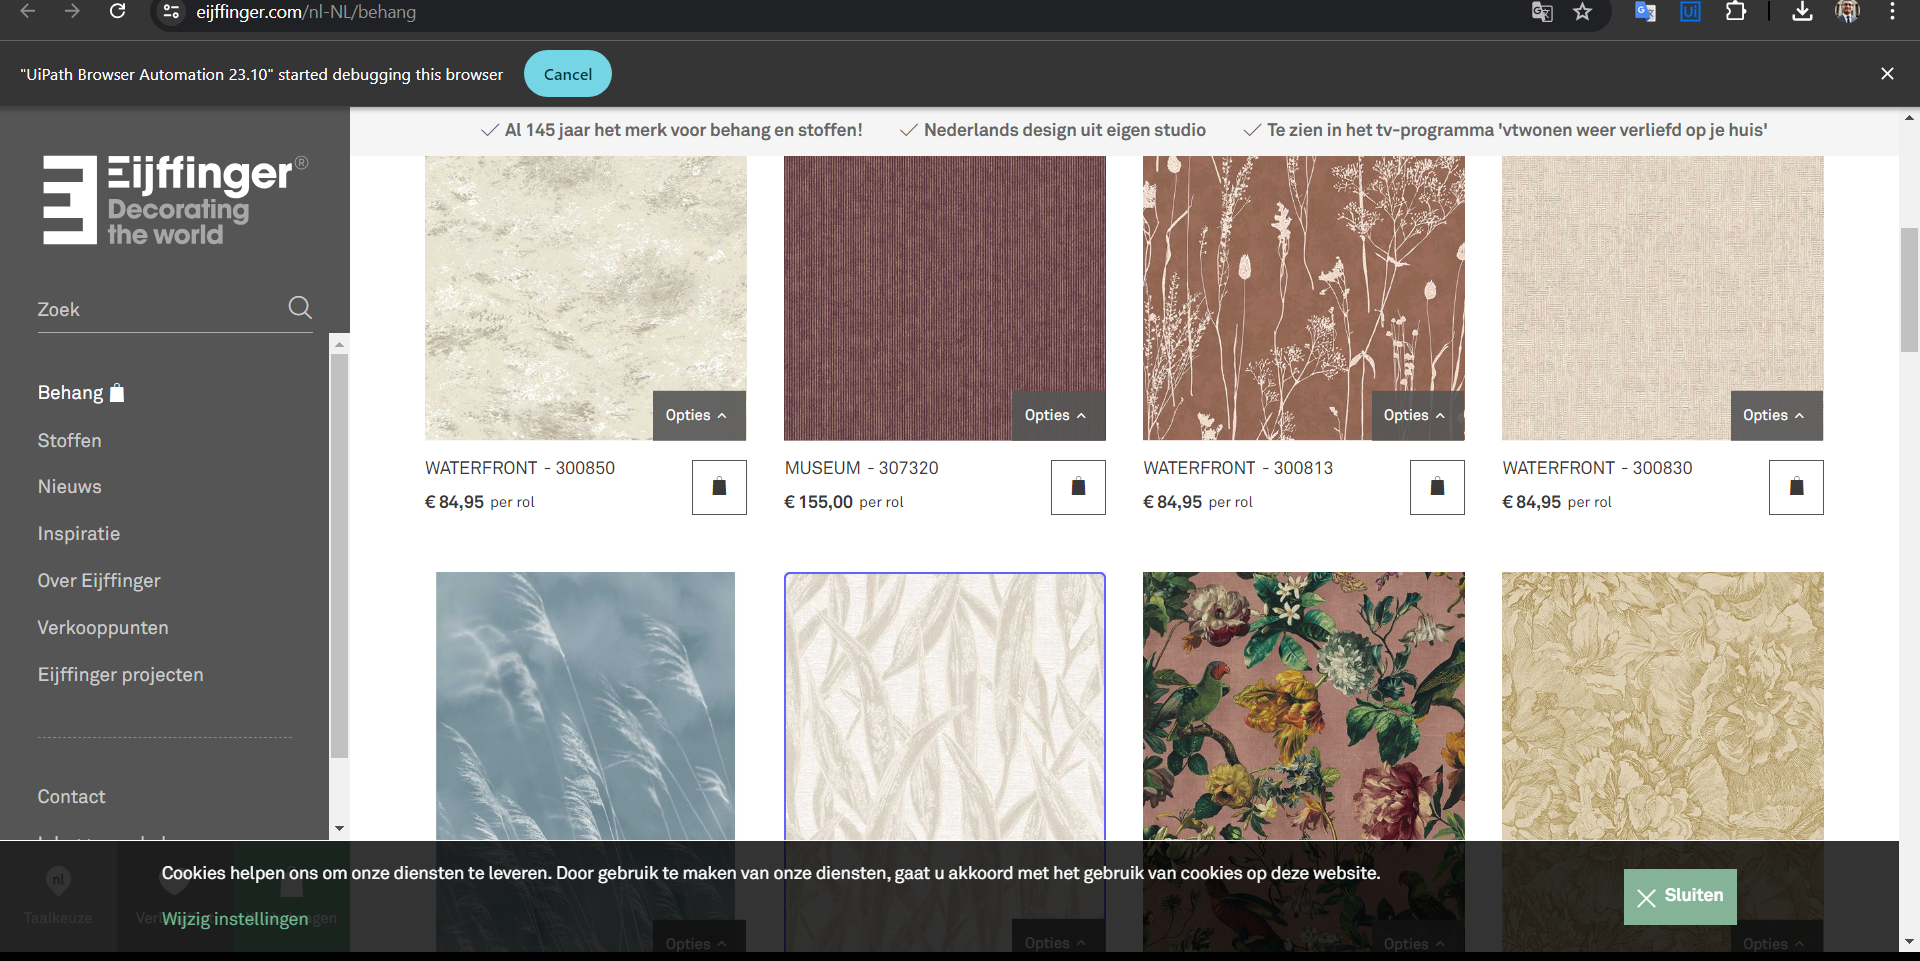 eijffinger.com/nl-NL/behang
"UiPath Browser Automation 23.10" started debugging this browser
Cancel
Al 145 jaar het merk voor behang en stoffen!
Nederlands design uit eigen studio
Te zien in het tv-programma 'vtwonen weer verliefd op je huis'
Eijffinger®
Decorating
the world
Zoek
Behang
Stoffen
Nieuws
Inspiratie
Over Eijffinger
Verkooppunten
Eijffinger projecten
Contact
Opties
Opties
Opties
Opties
WATERFRONT - 300850
€ 84,95 per rol
MUSEUM - 307320
€ 155,00 per rol
WATERFRONT - 300813
€ 84,95 per rol
WATERFRONT - 300830
€ 84,95 per rol
Cookies helpen ons om onze diensten te leveren. Door gebruik te maken van onze diensten, gaat u akkoord met het gebruik van cookies op deze website.
Wijzig instellingen
Sluiten
nl
Taalkeuze
Opties
Opties
Opties
Opties